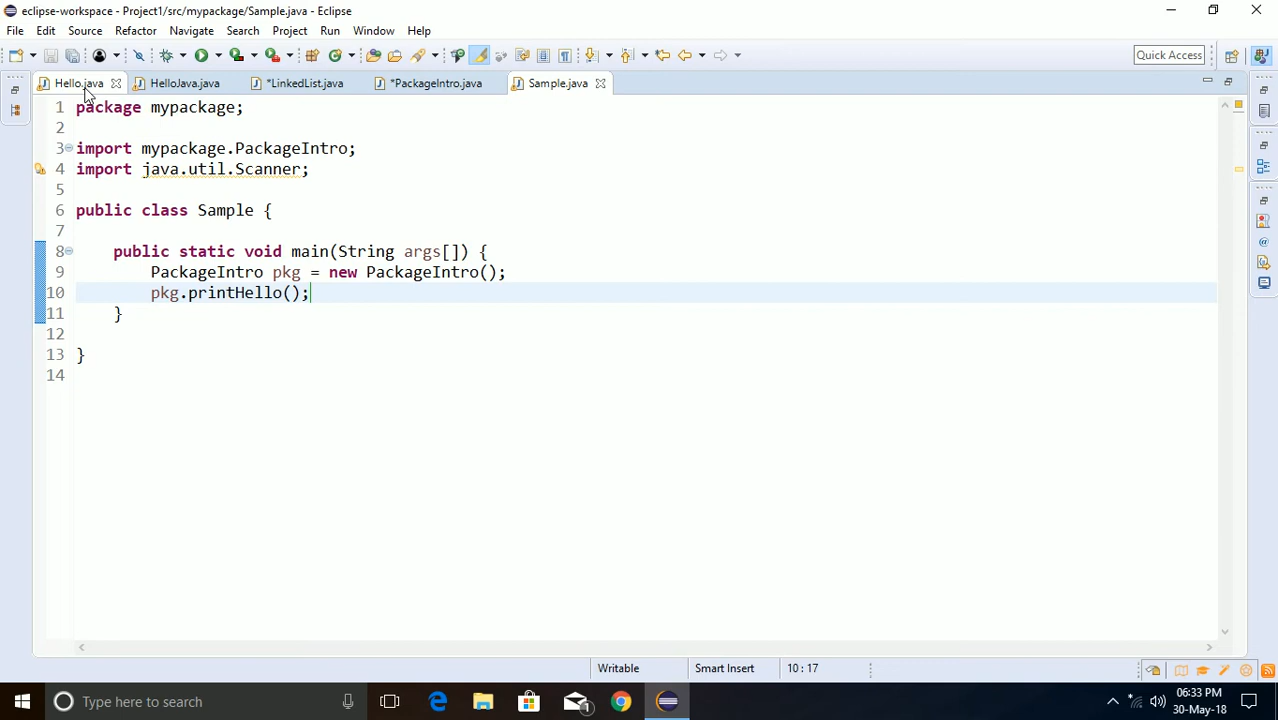 eclipse-workspace - Project1/src/mypackage/Sample.java - Eclipse
File Edit Source Refactor Navigate Search Project Run Window Help
Quick Access
Hello.java HelloJava.java *LinkedList.java *PackageIntro.java Sample.java
1 package mypackage;
2
3 import mypackage.PackageIntro;
4 import java.util.Scanner;
5
6 public class Sample {
7
8 public static void main(String args[]) {
9 PackageIntro pkg = new PackageIntro();
10 pkg.printHello();
11 }
12
13 }
14
Writable Smart Insert 10 : 17
Type here to search
1
06:33 PM
30-May-18